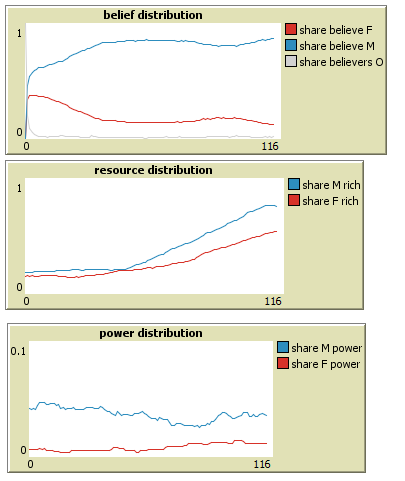 belief distribution
1
0
0
116
share believe F
share believe M
share believers O
resource distribution
1
0
0
116
share M rich
share F rich
power distribution
0.1
0
0
116
share M power
share F power